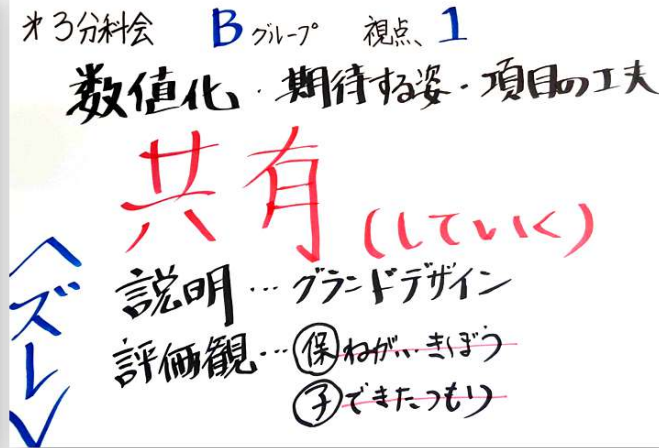 オ3分科会 Bグループ 視点、1
数値化・期待する姿・項目の工夫
共有(していく)
説明…グランドデザイン
評価観…保ねがい、きぼう
子できたつもり
<ズレ>